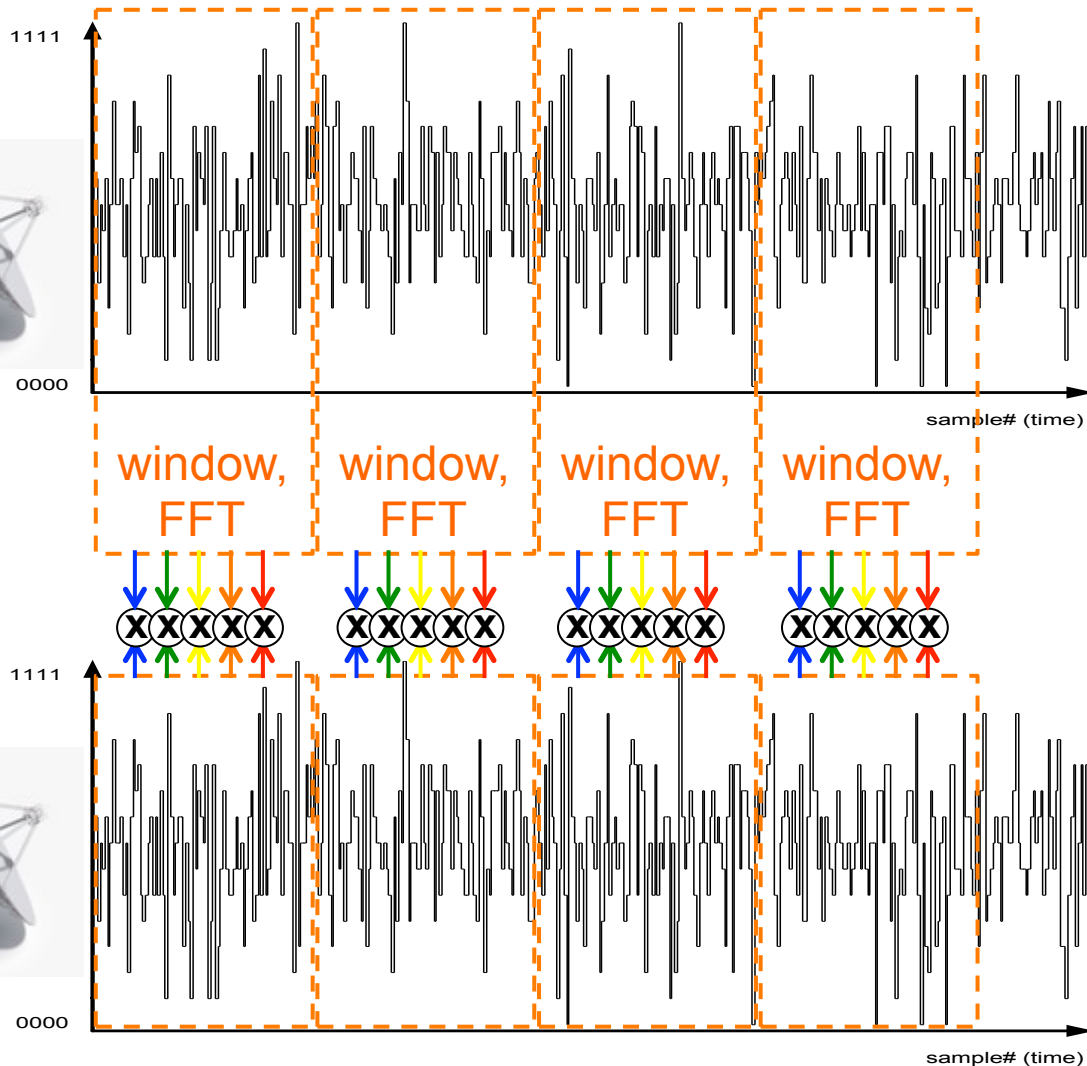 1111
0000
sample# (time)
window, window, window, window,
FFT FFT FFT FFT
X X X X X X X X X X X X X X X X X X X X
1111
0000
sample# (time)